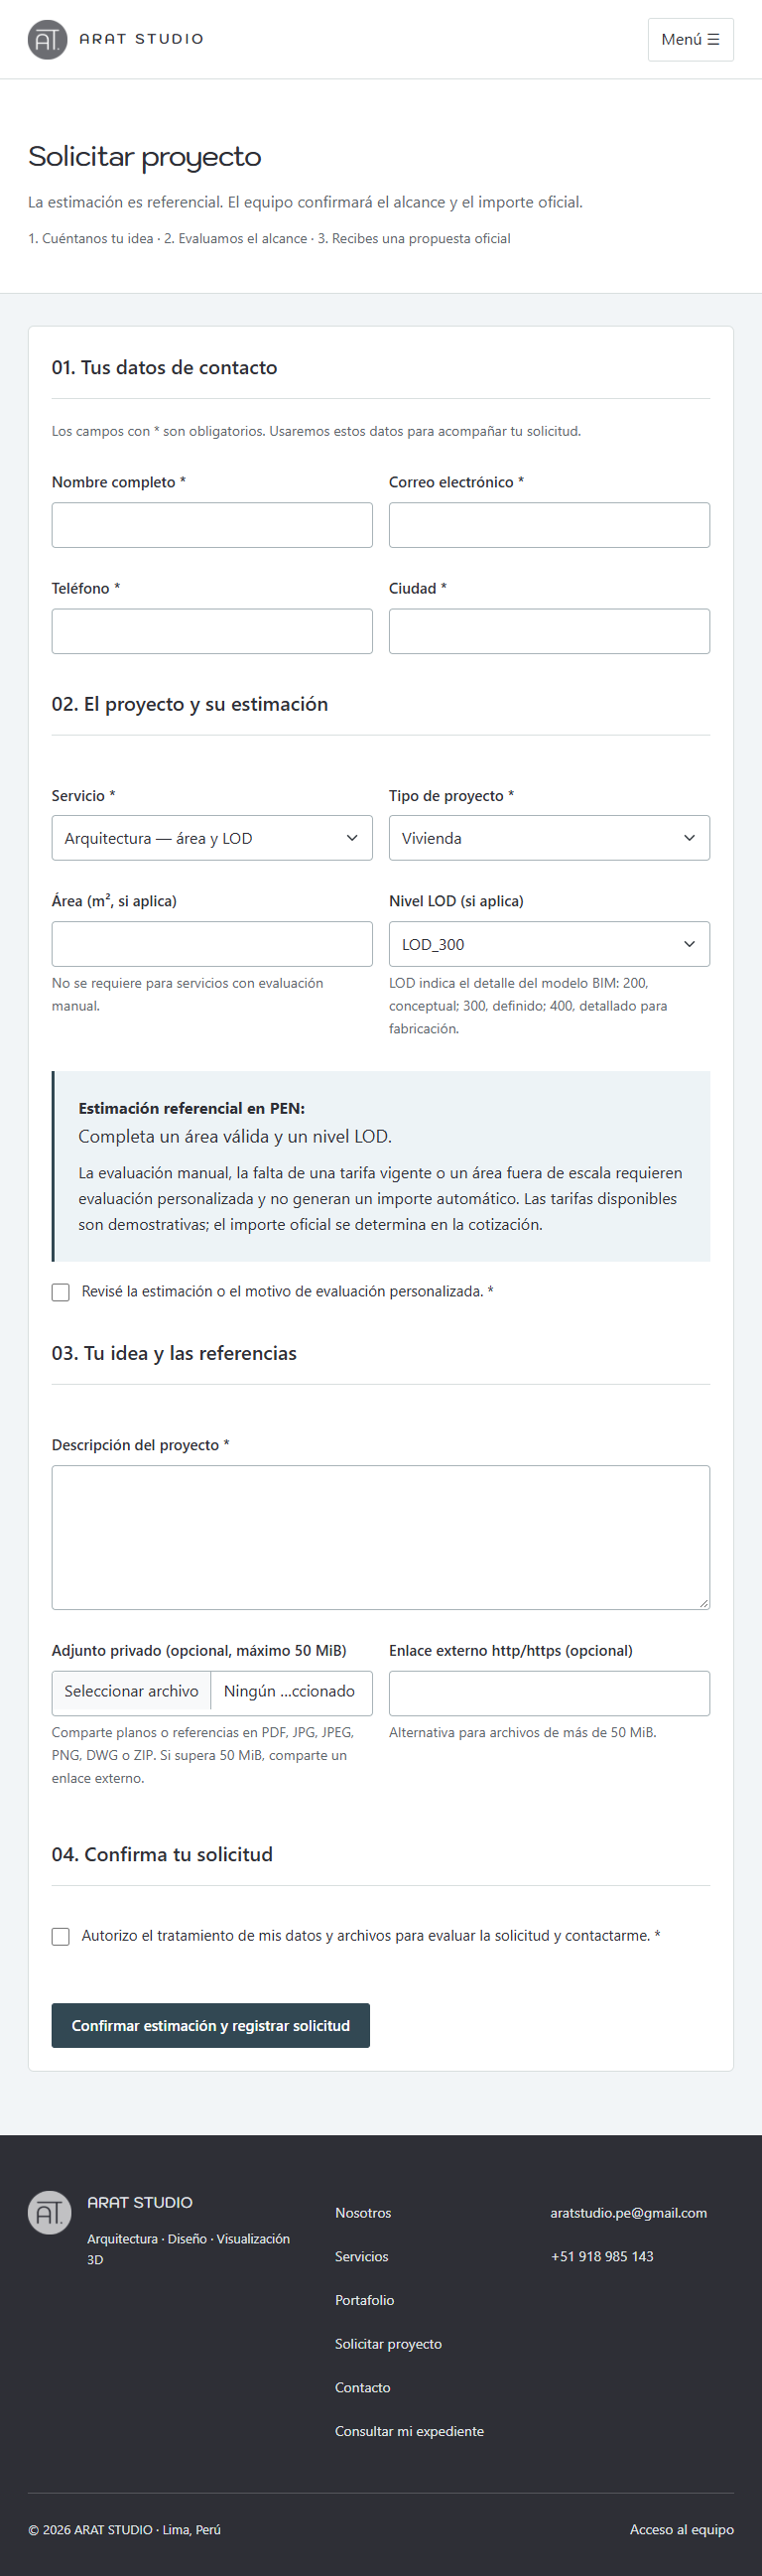 AT.
ARAT STUDIO
Menú ☰
Solicitar proyecto
La estimación es referencial. El equipo confirmará el alcance y el importe oficial.
1. Cuéntanos tu idea · 2. Evaluamos el alcance · 3. Recibes una propuesta oficial
01. Tus datos de contacto
Los campos con * son obligatorios. Usaremos estos datos para acompañar tu solicitud.
Nombre completo *
Correo electrónico *
Teléfono *
Ciudad *
02. El proyecto y su estimación
Servicio *
Tipo de proyecto *
Arquitectura — área y LOD
Vivienda
Área (m², si aplica)
Nivel LOD (si aplica)
LOD_300
No se requiere para servicios con evaluación
manual.
LOD indica el detalle del modelo BIM: 200,
conceptual; 300, definido; 400, detallado para
fabricación.
Estimación referencial en PEN:
Completa un área válida y un nivel LOD.
La evaluación manual, la falta de una tarifa vigente o un área fuera de escala requieren
evaluación personalizada y no generan un importe automático. Las tarifas disponibles
son demostrativas; el importe oficial se determina en la cotización.
Revisé la estimación o el motivo de evaluación personalizada. *
03. Tu idea y las referencias
Descripción del proyecto *
Adjunto privado (opcional, máximo 50 MiB)
Enlace externo http/https (opcional)
Seleccionar archivo
Ningún ...ccionado
Comparte planos o referencias en PDF, JPG, JPEG,
PNG, DWG o ZIP. Si supera 50 MiB, comparte un
enlace externo.
Alternativa para archivos de más de 50 MiB.
04. Confirma tu solicitud
Autorizo el tratamiento de mis datos y archivos para evaluar la solicitud y contactarme. *
Confirmar estimación y registrar solicitud
AT.
ARAT STUDIO
Arquitectura · Diseño · Visualización
3D
Nosotros
Servicios
Portafolio
Solicitar proyecto
Contacto
Consultar mi expediente
aratstudio.pe@gmail.com
+51 918 985 143
© 2026 ARAT STUDIO · Lima, Perú
Acceso al equipo